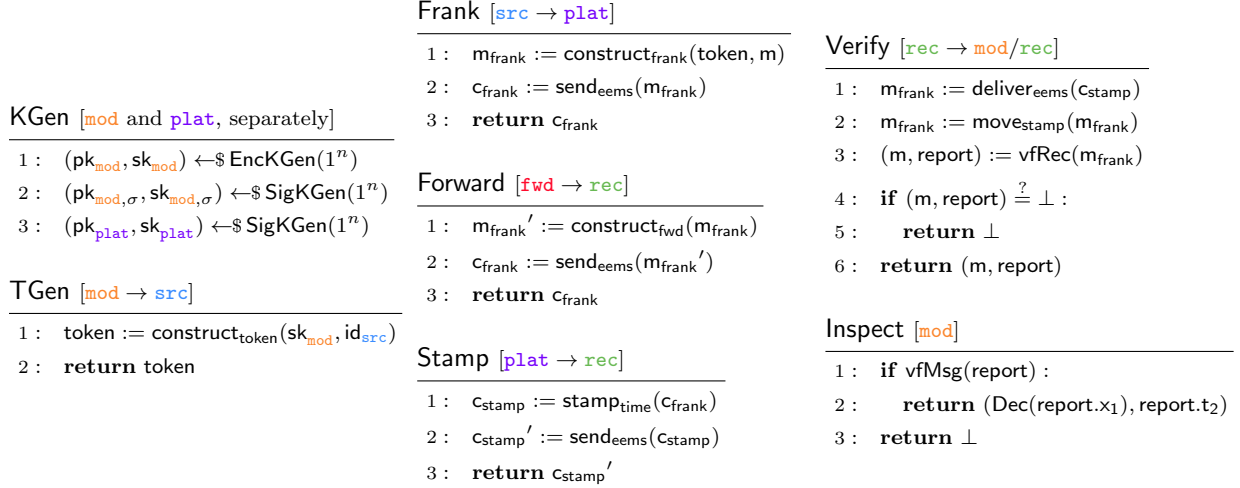 KGen [mod and plat, separately]
1 : (pk_mod, sk_mod) ←$ EncKGen(1^n)
2 : (pk_mod,σ, sk_mod,σ) ←$ SigKGen(1^n)
3 : (pk_plat, sk_plat) ←$ SigKGen(1^n)
TGen [mod → src]
1 : token := construct_token(sk_mod, id_src)
2 : return token
Frank [src → plat]
1 : m_frank := construct_frank(token, m)
2 : c_frank := send_eems(m_frank)
3 : return c_frank
Forward [fwd → rec]
1 : m_frank′ := construct_fwd(m_frank)
2 : c_frank := send_eems(m_frank′)
3 : return c_frank
Stamp [plat → rec]
1 : c_stamp := stamp_time(c_frank)
2 : c_stamp′ := send_eems(c_stamp)
3 : return c_stamp′
Verify [rec → mod/rec]
1 : m_frank := deliver_eems(c_stamp)
2 : m_frank := move_stamp(m_frank)
3 : (m, report) := vfRec(m_frank)
4 : if (m, report) ≟ ⊥ :
5 : return ⊥
6 : return (m, report)
Inspect [mod]
1 : if vfMsg(report) :
2 : return (Dec(report.x₁), report.t₂)
3 : return ⊥